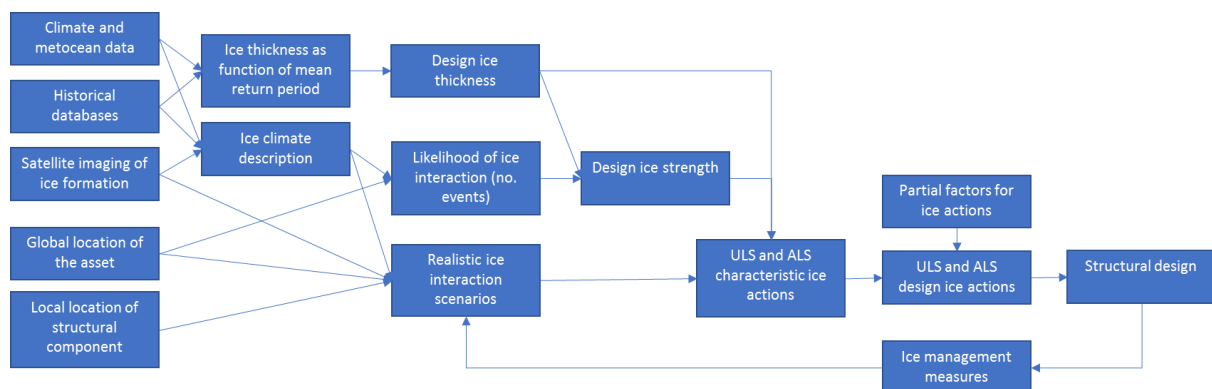 Climate and
metocean data
Historical
databases
Satellite imaging of
ice formation
Global location of
the asset
Local location of
structural
component
Ice thickness as
function of mean
return period
Ice climate
description
Design ice
thickness
Likelihood of ice
interaction (no.
events)
Realistic ice
interaction
scenarios
Design ice strength
ULS and ALS
characteristic ice
actions
Partial factors for
ice actions
ULS and ALS
design ice actions
Structural design
Ice management
measures